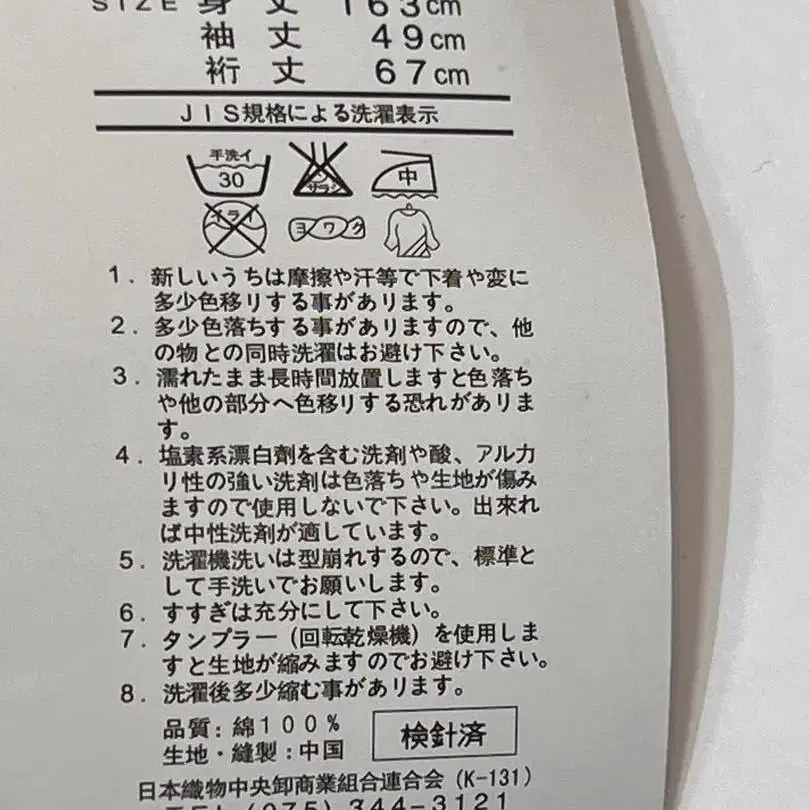 SIZE 身丈 163cm
袖丈 49cm
裄丈 67cm
JIS規格による洗濯表示
手洗イ
30
サラシ
中
ドライ
ヨワク
1. 新しいうちは摩擦や汗等で下着や変に
多少色移りする事があります。
2. 多少色落ちする事がありますので、他
の物との同時洗濯はお避け下さい。
3. 濡れたまま長時間放置しますと色落ち
や他の部分へ色移りする恐れがありま
す。
4. 塩素系漂白剤を含む洗剤や酸、アルカ
リ性の強い洗剤は色落ちや生地が傷み
ますので使用しないで下さい。出来れ
ば中性洗剤が適しています。
5. 洗濯機洗いは型崩れするので、標準と
して手洗いでお願いします。
6. すすぎは充分にして下さい。
7. タンプラー(回転乾燥機)を使用しま
すと生地が縮みますのでお避け下さい。
8. 洗濯後多少縮む事があります。
品質:綿100%
生地・縫製:中国
検針済
日本織物中央卸商業組合連合会(K-131)
TEL(075)344-3121